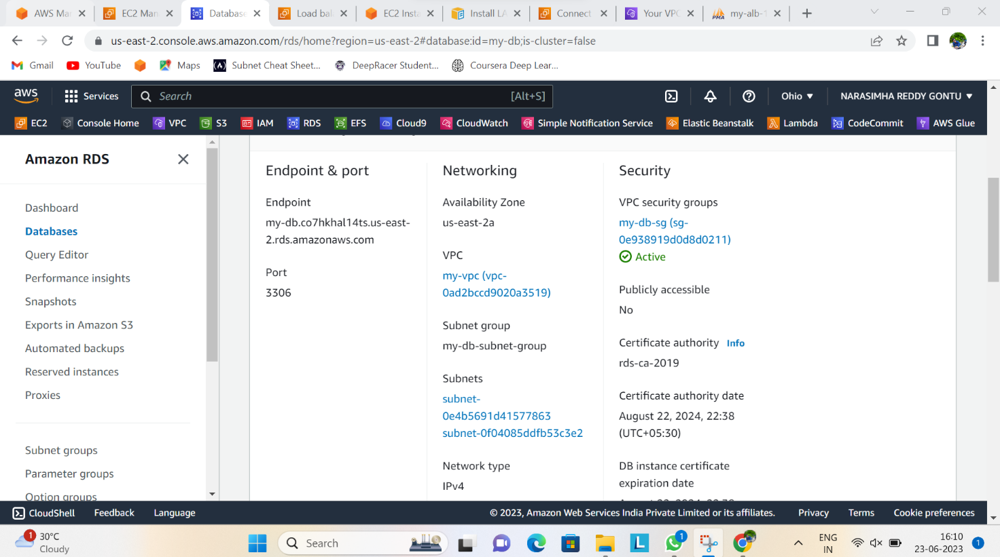 AWS Ma
EC2 Man
Database
Load bal
EC2 Insta
Install LA
Connect
Your VPC
PMA
my-alb-1
us-east-2.console.aws.amazon.com/rds/home?region=us-east-2#database:id=my-db;is-cluster=false
Gmail
YouTube
Maps
Subnet Cheat Sheet...
DeepRacer Student...
Coursera Deep Lear...
aws
Services
Search
[Alt+S]
Ohio
NARASIMHA REDDY GONTU
EC2
Console Home
VPC
S3
IAM
RDS
EFS
Cloud9
CloudWatch
Simple Notification Service
Elastic Beanstalk
Lambda
CodeCommit
AWS Glue
Amazon RDS
Dashboard
Databases
Query Editor
Performance insights
Snapshots
Exports in Amazon S3
Automated backups
Reserved instances
Proxies
Subnet groups
Parameter groups
Option groups
Endpoint & port
Endpoint
my-db.co7hkhal14ts.us-east-
2.rds.amazonaws.com
Port
3306
Networking
Availability Zone
us-east-2a
VPC
my-vpc (vpc-
0ad2bccd9020a3519)
Subnet group
my-db-subnet-group
Subnets
subnet-
0e4b5691d41577863
subnet-0f04085ddfb53c3e2
Network type
IPv4
Security
VPC security groups
my-db-sg (sg-
0e938919d0d8d0211)
Active
Publicly accessible
No
Certificate authority Info
rds-ca-2019
Certificate authority date
August 22, 2024, 22:38
(UTC+05:30)
DB instance certificate
expiration date
CloudShell
Feedback
Language
© 2023, Amazon Web Services India Private Limited or its affiliates.
Privacy
Terms
Cookie preferences
1
30°C
Cloudy
Search
L
1
ENG
IN
16:10
23-06-2023
1